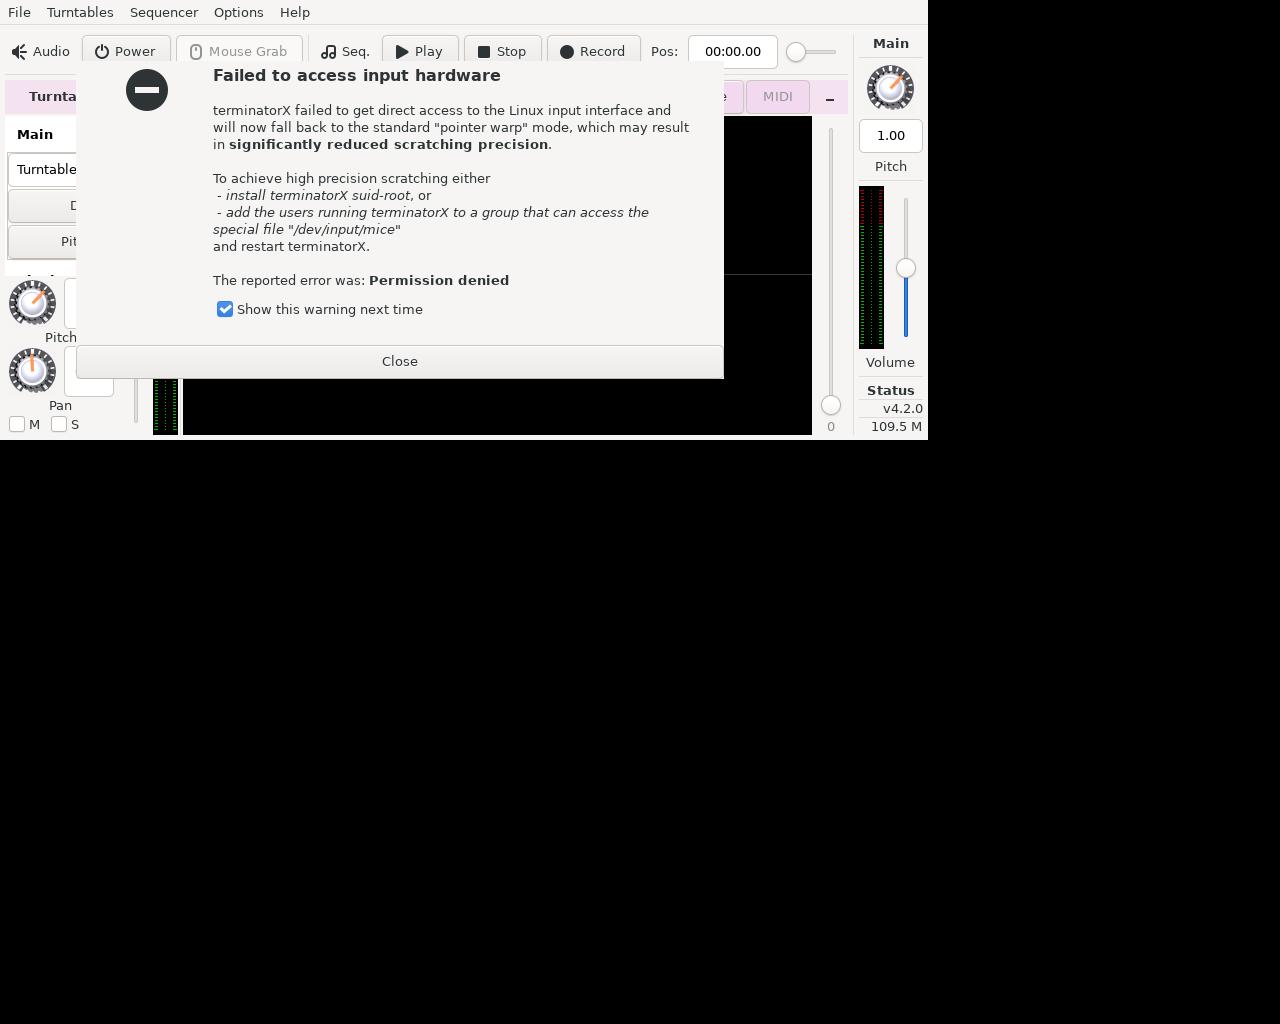 File Turntables Sequencer Options Help
Audio Power Mouse Grab Seq. Play Stop Record Pos: 00:00.00
Main
1.00
Pitch
Volume
Status
v4.2.0
109.5 M
MIDI
Main
Pitch
Pan
M S
0
Failed to access input hardware
terminatorX failed to get direct access to the Linux input interface and
will now fall back to the standard "pointer warp" mode, which may result
in significantly reduced scratching precision.
To achieve high precision scratching either
- install terminatorX suid-root, or
- add the users running terminatorX to a group that can access the
special file "/dev/input/mice"
and restart terminatorX.
The reported error was: Permission denied
Show this warning next time
Close